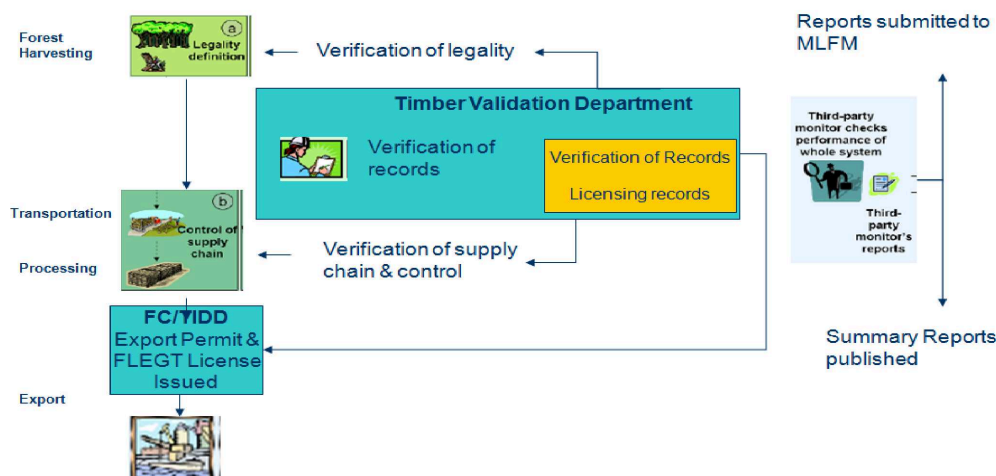 Forest
Harvesting
a
Legality
definition
Verification of legality
Reports submitted to
MLFM
Timber Validation Department
Verification of
records
Verification of Records
Licensing records
Third-party
monitor checks
performance of
whole system
Third-
party
monitor's
reports
Transportation
b
Control of
supply
chain
Processing
Verification of supply
chain & control
FC/TIDD
Export Permit &
FLEGT License
Issued
Summary Reports
published
Export